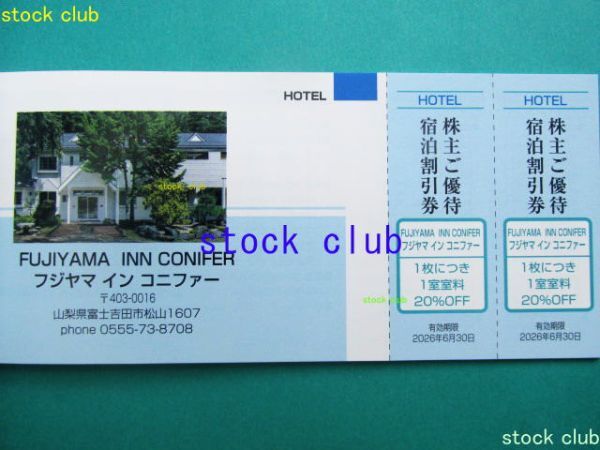 stock club
HOTEL
stock club
FUJIYAMA INN CONIFER
フジヤマ イン コニファー
〒403-0016
山梨県富士吉田市松山1607
phone 0555-73-8708
stock club
HOTEL
株主ご優待
宿泊割引券
FUJIYAMA INN CONIFER
フジヤマ イン コニファー
1枚につき
1室室料
20%OFF
有効期限
2026年6月30日
stock club
HOTEL
株主ご優待
宿泊割引券
FUJIYAMA INN CONIFER
フジヤマ イン コニファー
1枚につき
1室室料
20%OFF
有効期限
2026年6月30日
stock club